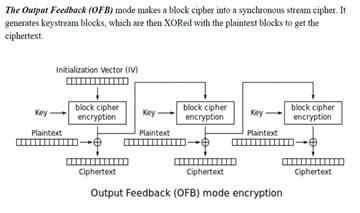 The Output Feedback (OFB) mode makes a block cipher into a synchronous stream cipher. It
generates keystream blocks, which are then XORed with the plaintext blocks to get the
ciphertext.
Initialization Vector (IV)
Key
block cipher
encryption
Key
block cipher
encryption
Key
block cipher
encryption
Plaintext
Plaintext
Plaintext
Ciphertext
Ciphertext
Ciphertext
Output Feedback (OFB) mode encryption